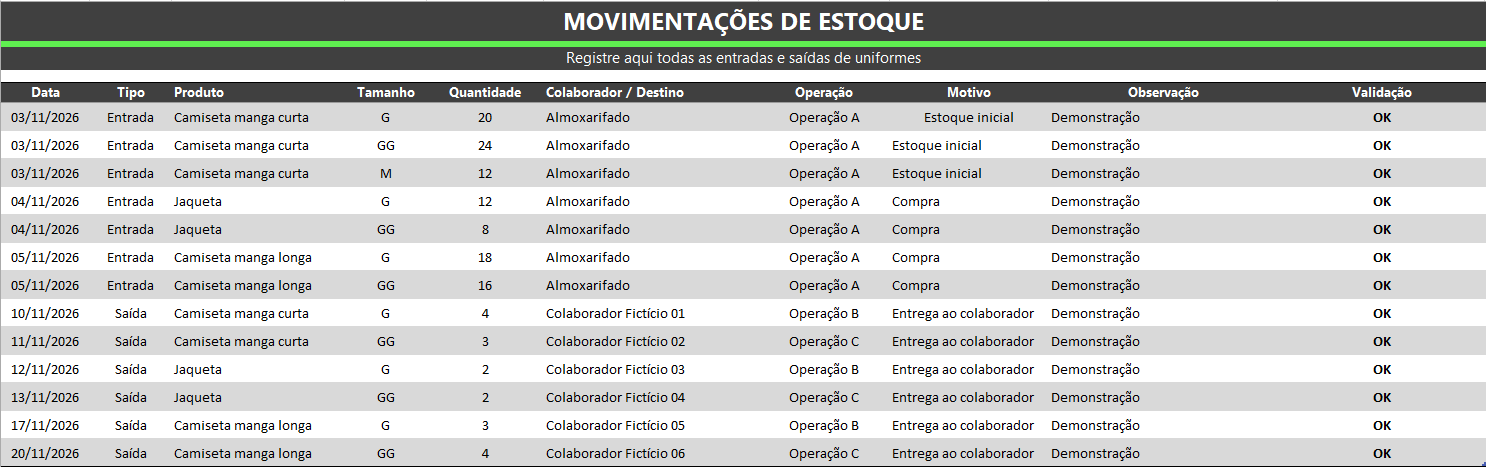 MOVIMENTAÇÕES DE ESTOQUE
Registre aqui todas as entradas e saídas de uniformes
Data Tipo Produto Tamanho Quantidade Colaborador / Destino Operação Motivo Observação Validação
03/11/2026 Entrada Camiseta manga curta G 20 Almoxarifado Operação A Estoque inicial Demonstração OK
03/11/2026 Entrada Camiseta manga curta GG 24 Almoxarifado Operação A Estoque inicial Demonstração OK
03/11/2026 Entrada Camiseta manga curta M 12 Almoxarifado Operação A Estoque inicial Demonstração OK
04/11/2026 Entrada Jaqueta G 12 Almoxarifado Operação A Compra Demonstração OK
04/11/2026 Entrada Jaqueta GG 8 Almoxarifado Operação A Compra Demonstração OK
05/11/2026 Entrada Camiseta manga longa G 18 Almoxarifado Operação A Compra Demonstração OK
05/11/2026 Entrada Camiseta manga longa GG 16 Almoxarifado Operação A Compra Demonstração OK
10/11/2026 Saída Camiseta manga curta G 4 Colaborador Fictício 01 Operação B Entrega ao colaborador Demonstração OK
11/11/2026 Saída Camiseta manga curta GG 3 Colaborador Fictício 02 Operação C Entrega ao colaborador Demonstração OK
12/11/2026 Saída Jaqueta G 2 Colaborador Fictício 03 Operação B Entrega ao colaborador Demonstração OK
13/11/2026 Saída Jaqueta GG 2 Colaborador Fictício 04 Operação C Entrega ao colaborador Demonstração OK
17/11/2026 Saída Camiseta manga longa G 3 Colaborador Fictício 05 Operação B Entrega ao colaborador Demonstração OK
20/11/2026 Saída Camiseta manga longa GG 4 Colaborador Fictício 06 Operação C Entrega ao colaborador Demonstração OK